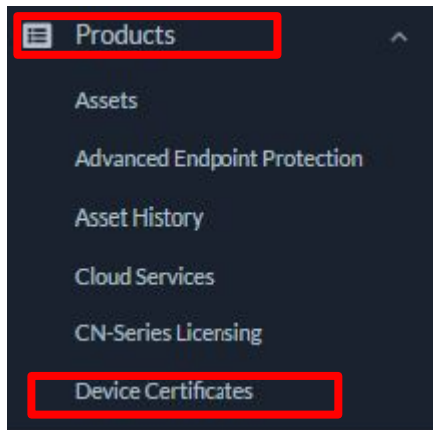 Products
Assets
Advanced Endpoint Protection
Asset History
Cloud Services
CN-Series Licensing
Device Certificates